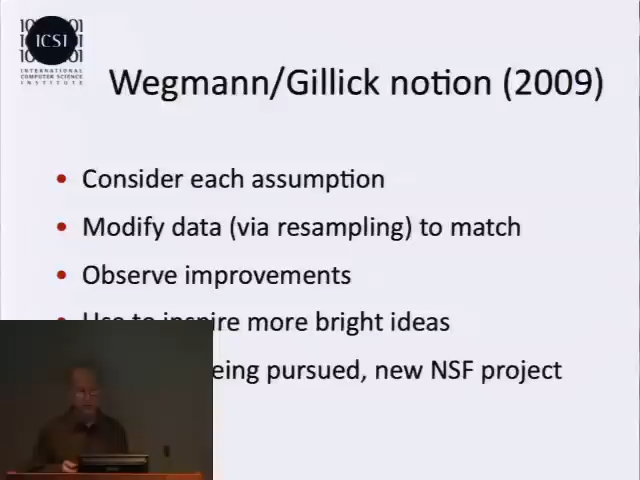 ICSI
INTERNATIONAL
COMPUTER SCIENCE
INSTITUTE
Wegmann/Gillick notion (2009)
• Consider each assumption
• Modify data (via resampling) to match
• Observe improvements
• Use to inspire more bright ideas
eing pursued, new NSF project